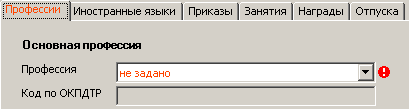 Профессии Иностранные языки Приказы Занятия Награды Отпуска
Основная профессия
Профессия не задано
Код по ОКПДТР